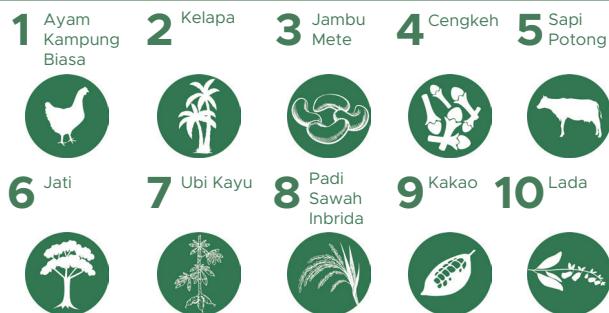 1 Ayam
Kampung
Biasa
2 Kelapa
3 Jambu
Mete
4 Cengkeh
5 Sapi
Potong
6 Jati
7 Ubi Kayu
8 Padi
Sawah
Inbrida
9 Kakao
10 Lada